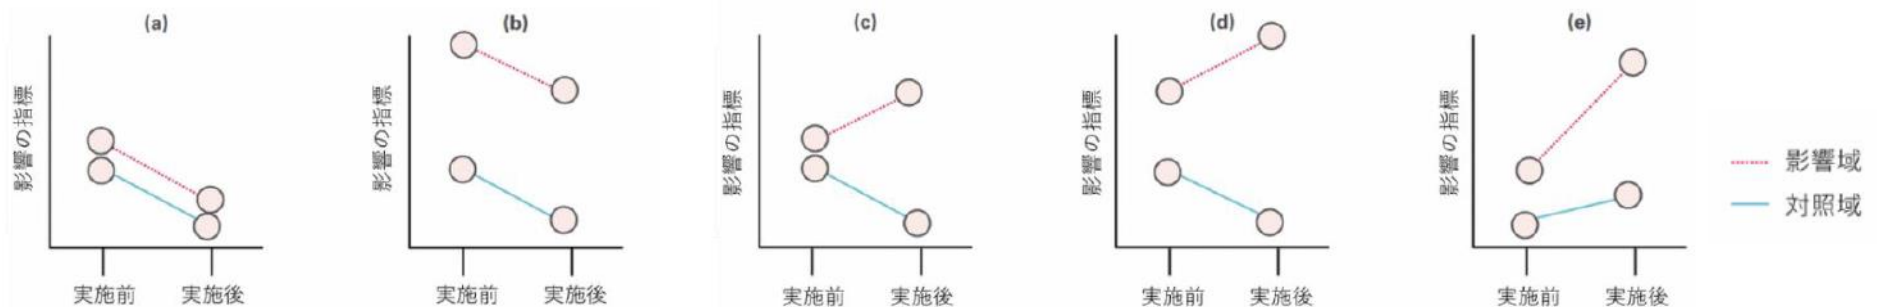 (a)
影響の指標
実施前
実施後
(b)
影響の指標
実施前
実施後
(c)
影響の指標
実施前
実施後
(d)
影響の指標
実施前
実施後
(e)
影響の指標
実施前
実施後
影響域
対照域